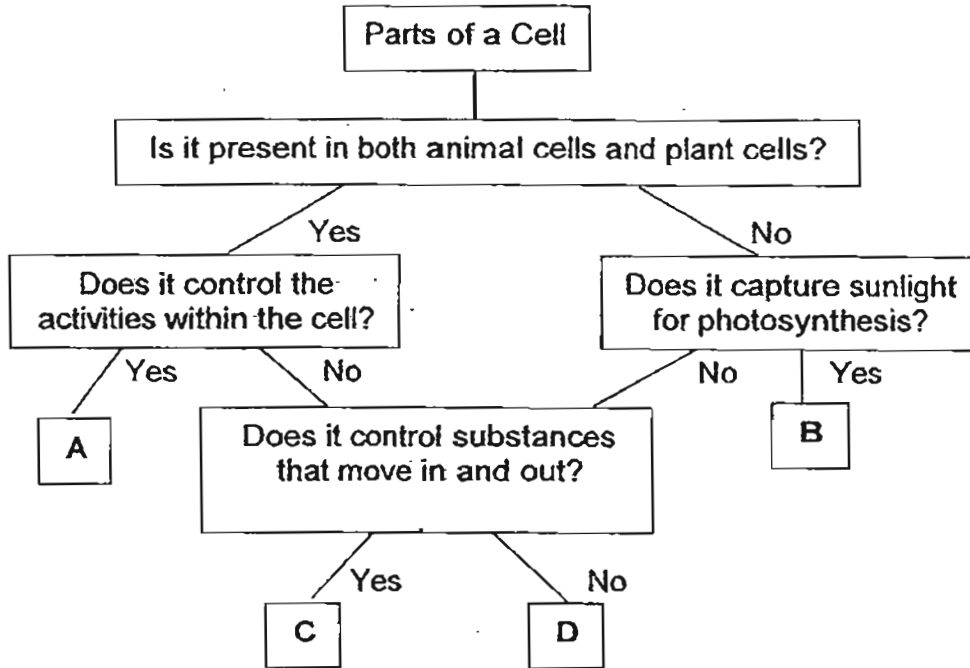 Parts of a Cell
Is it present in both animal cells and plant cells?
Yes
No
Does it control the
activities within the cell?
Does it capture sunlight
for photosynthesis?
Yes
No
No
Yes
A
Does it control substances
that move in and out?
B
Yes
No
C
D